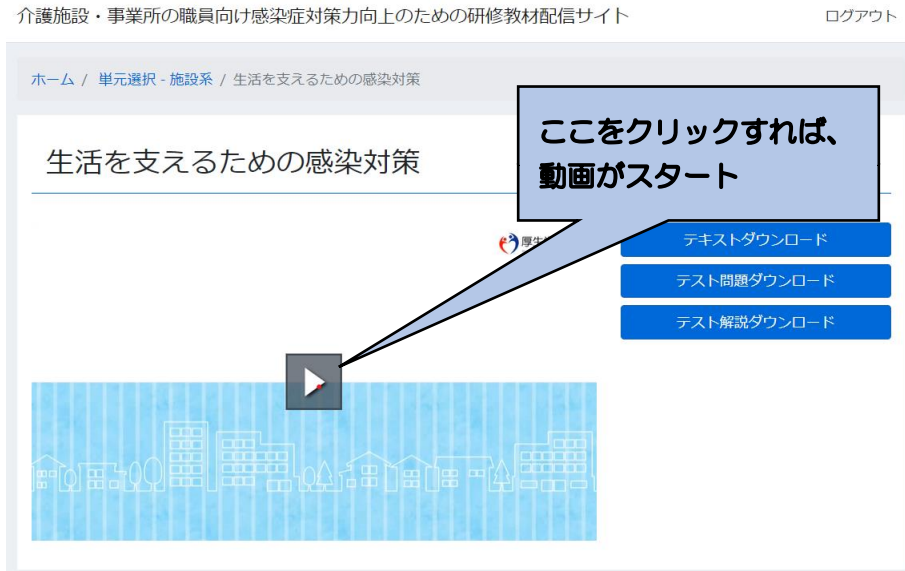 介護施設・事業所の職員向け感染症対策力向上のための研修教材配信サイト
ログアウト
ホーム / 単元選択 - 施設系 / 生活を支えるための感染対策
ここをクリックすれば、
動画がスタート
生活を支えるための感染対策
厚生
テキストダウンロード
テスト問題ダウンロード
テスト解説ダウンロード